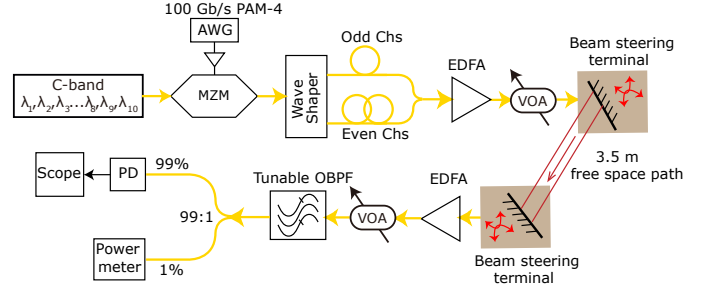 100 Gb/s PAM-4
AWG
Odd Chs
EDFA
Beam steering
terminal
C-band
λ1,λ2,λ3...λ8,λ9,λ10
MZM
Wave
Shaper
VOA
Even Chs
3.5 m
free space path
Scope
PD
99%
Tunable OBPF
EDFA
99:1
VOA
Power
meter
1%
Beam steering
terminal